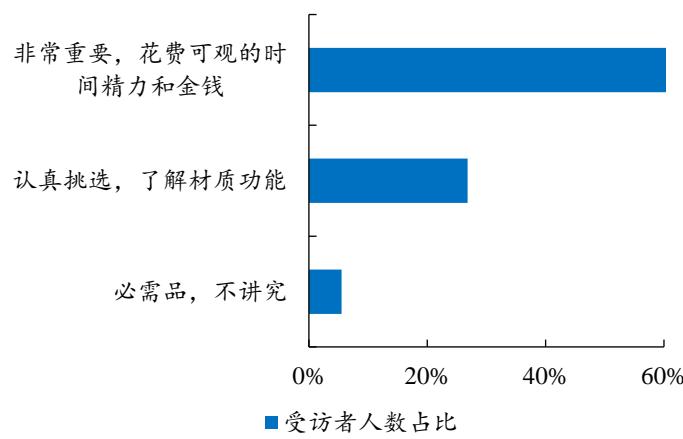 非常重要，花费可观的时
间精力和金钱
认真挑选，了解材质功能
必需品，不讲究
0% 20% 40% 60%
受访者人数占比